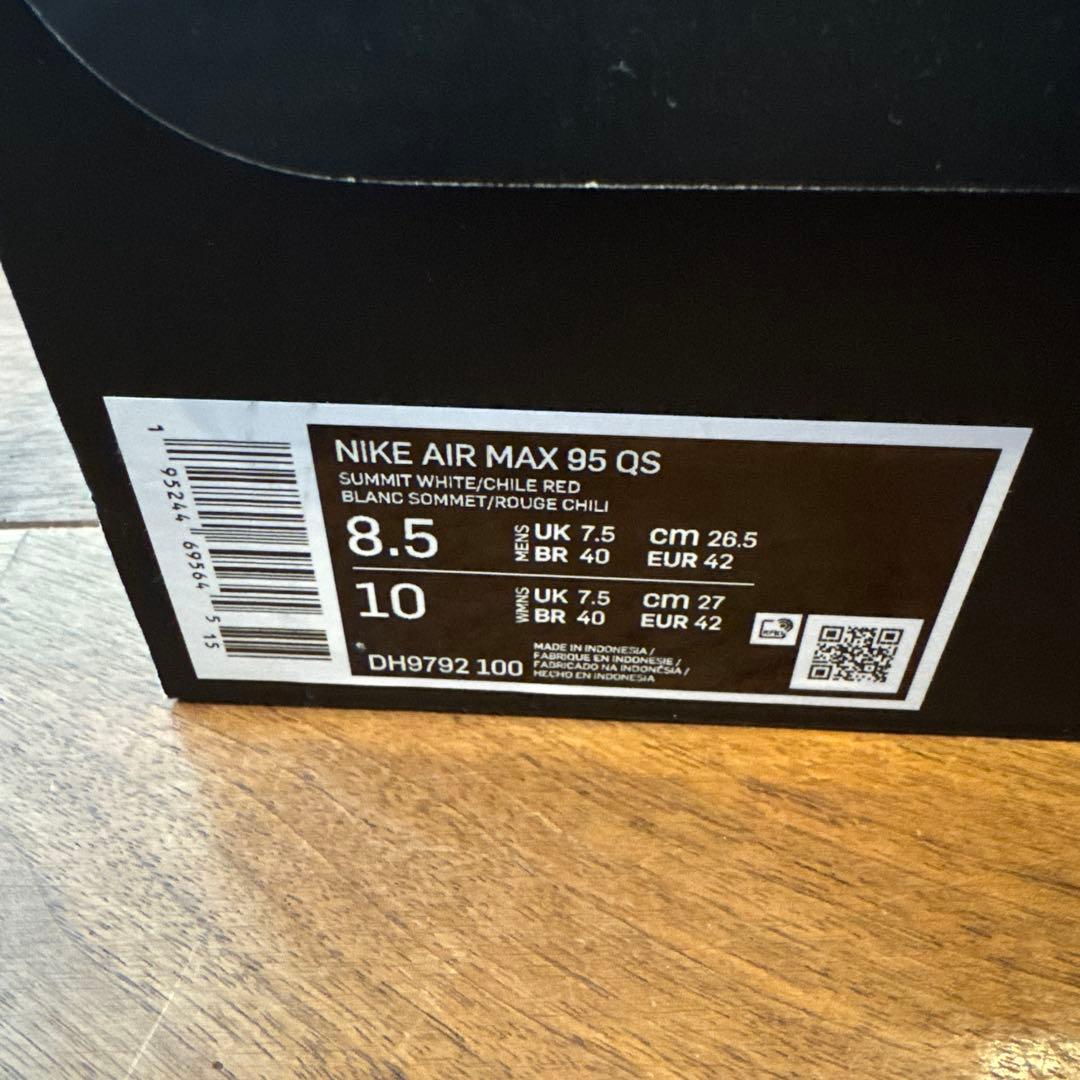 NIKE AIR MAX 95 QS
SUMMIT WHITE/CHILE RED
BLANC SOMMET/ROUGE CHILI
8.5 MENS UK 7.5 cm 26.5
BR 40 EUR 42
10 WMNS UK 7.5 cm 27
BR 40 EUR 42
DH9792 100
MADE IN INDONESIA /
FABRIQUE EN INDONESIE /
FABRICADO NA INDONÉSIA /
HECHO EN INDONESIA
1 95244 69564 5 15